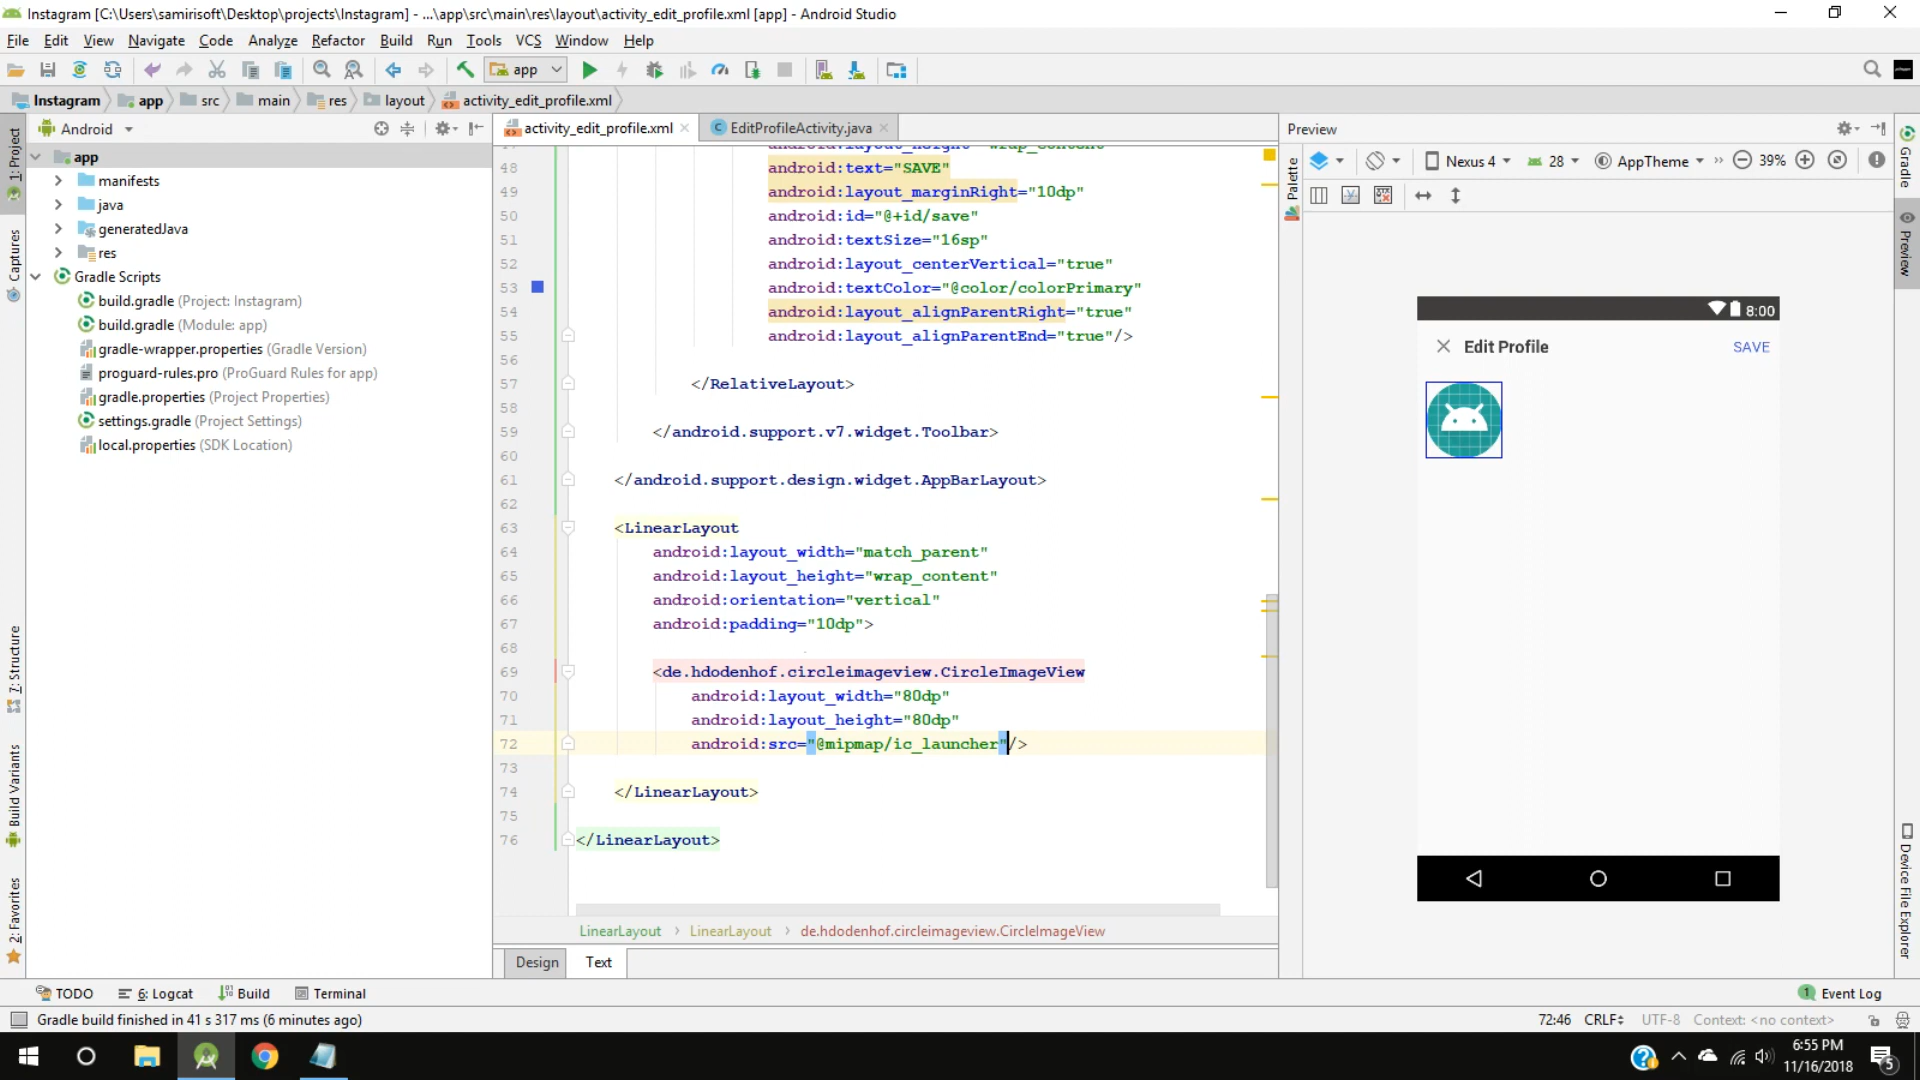 Instagram [C:\Users\samirisoft\Desktop\projects\Instagram] - ...\app\src\main\res\layout\activity_edit_profile.xml [app] - Android Studio
File Edit View Navigate Code Analyze Refactor Build Run Tools VCS Window Help
app
Instagram app src main res layout activity_edit_profile.xml
Android
activity_edit_profile.xml
EditProfileActivity.java
Preview
1: Project
Captures
7: Structure
Build Variants
2: Favorites
app
manifests
java
generatedJava
res
Gradle Scripts
build.gradle (Project: Instagram)
build.gradle (Module: app)
gradle-wrapper.properties (Gradle Version)
proguard-rules.pro (ProGuard Rules for app)
gradle.properties (Project Properties)
settings.gradle (Project Settings)
local.properties (SDK Location)
47 android:layout_height="wrap_content"
48 android:text="SAVE"
49 android:layout_marginRight="10dp"
50 android:id="@+id/save"
51 android:textSize="16sp"
52 android:layout_centerVertical="true"
53 android:textColor="@color/colorPrimary"
54 android:layout_alignParentRight="true"
55 android:layout_alignParentEnd="true"/>
56
57 </RelativeLayout>
58
59 </android.support.v7.widget.Toolbar>
60
61 </android.support.design.widget.AppBarLayout>
62
63 <LinearLayout
64 android:layout_width="match_parent"
65 android:layout_height="wrap_content"
66 android:orientation="vertical"
67 android:padding="10dp">
68
69 <de.hdodenhof.circleimageview.CircleImageView
70 android:layout_width="80dp"
71 android:layout_height="80dp"
72 android:src="@mipmap/ic_launcher"/>
73
74 </LinearLayout>
75
76 </LinearLayout>
LinearLayout › LinearLayout › de.hdodenhof.circleimageview.CircleImageView
Design Text
Palette
Nexus 4 28 AppTheme » 39%
8:00
Edit Profile SAVE
Gradle
Preview
Device File Explorer
TODO 6: Logcat Build Terminal
1 Event Log
Gradle build finished in 41 s 317 ms (6 minutes ago)
72:46 CRLF UTF-8 Context: <no context>
6:55 PM
11/16/2018
5